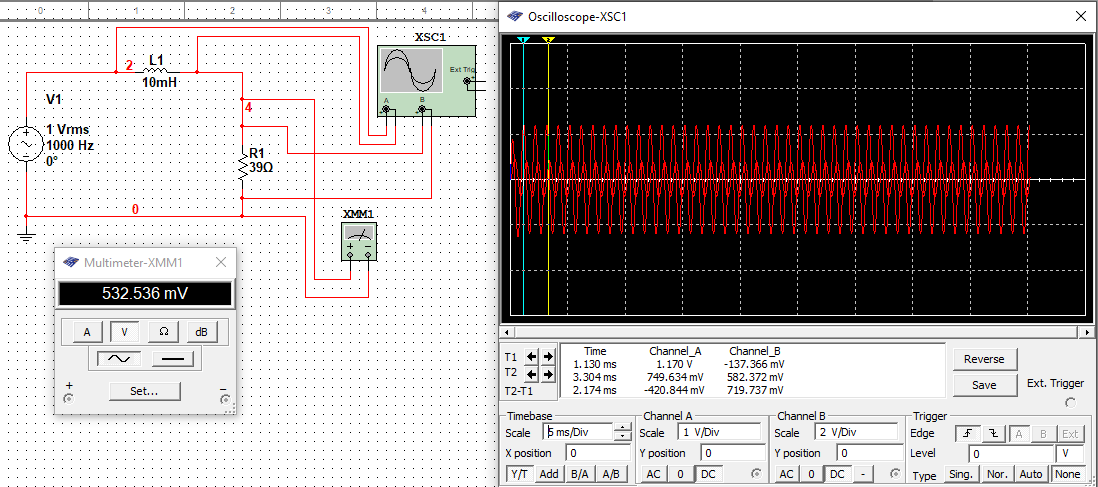 0 1 2 3 4
XSC1
Ext Trig
+
A B
2 L1
10mH
V1
4
1 Vrms
1000 Hz
0°
R1
39Ω
0
XMM1
Multimeter-XMM1
532.536 mV
A V Ω dB
+ Set... −
Oscilloscope-XSC1
1 2
Time Channel_A Channel_B
T1 1.130 ms 1.170 V -137.366 mV
T2 3.304 ms 749.634 mV 582.372 mV
T2-T1 2.174 ms -420.844 mV 719.737 mV
Reverse
Save
Ext. Trigger
Timebase Channel A Channel B Trigger
Scale 5 ms/Div Scale 1 V/Div Scale 2 V/Div Edge A B Ext
X position 0 Y position 0 Y position 0 Level 0 V
Y/T Add B/A A/B AC 0 DC AC 0 DC - Type Sing. Nor. Auto None